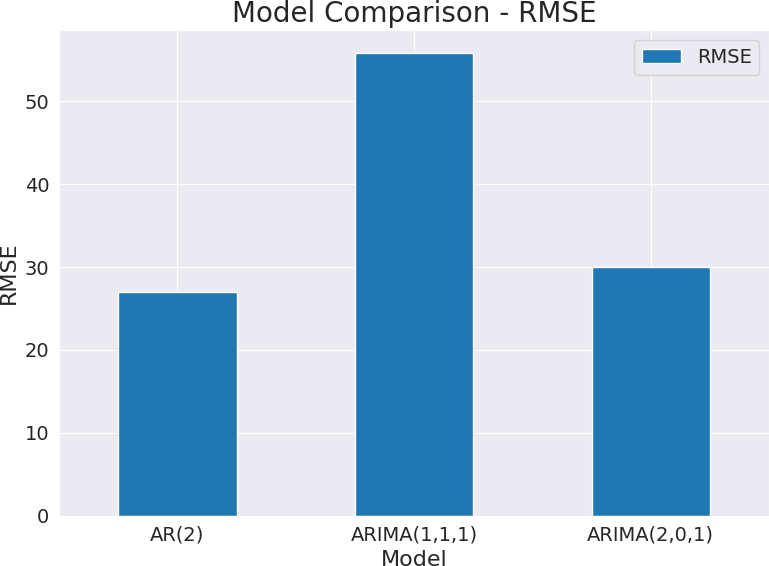 Model Comparison - RMSE
RMSE
RMSE
50
40
30
20
10
0
AR(2)
ARIMA(1,1,1)
ARIMA(2,0,1)
Model